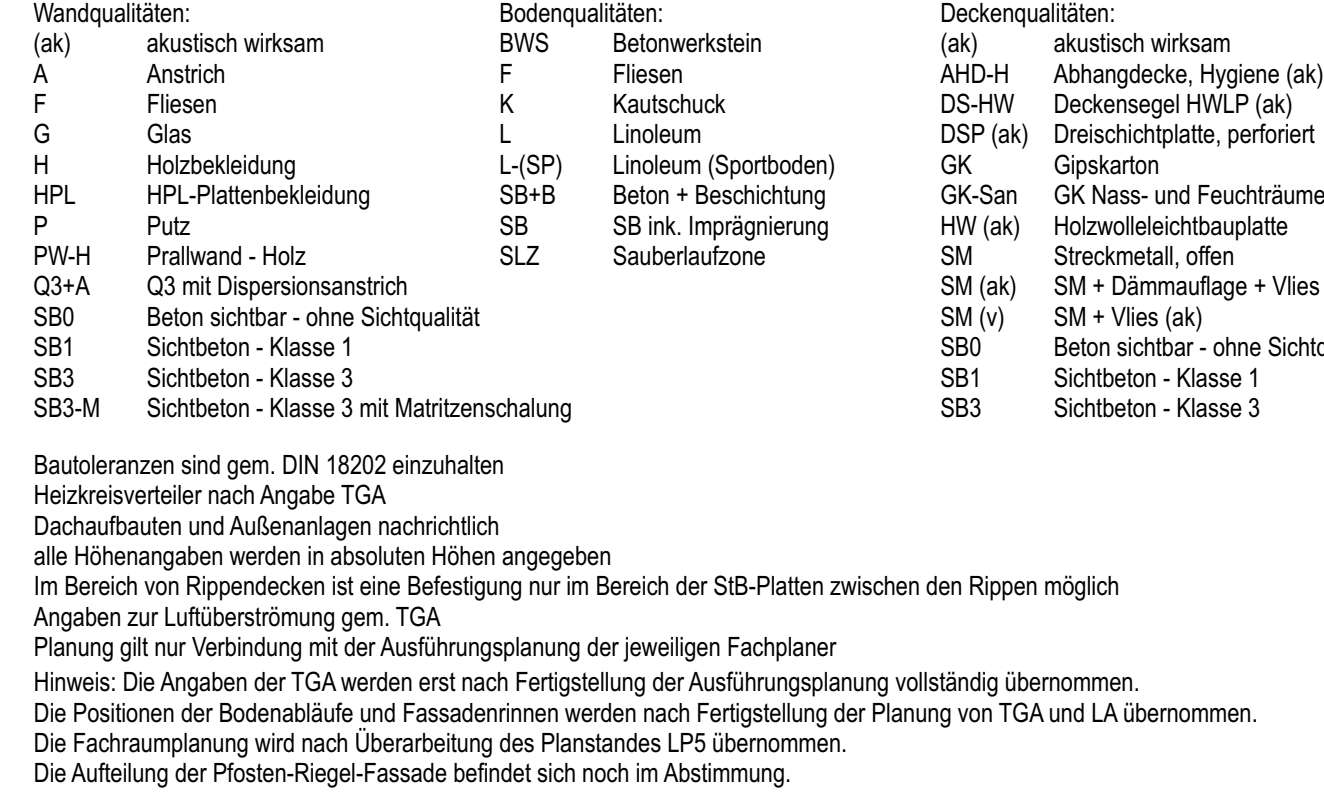 Wandqualitäten:
(ak) akustisch wirksam
A Anstrich
F Fliesen
G Glas
H Holzbekleidung
HPL HPL-Plattenbekleidung
P Putz
PW-H Prallwand - Holz
Q3+A Q3 mit Dispersionsanstrich
SB0 Beton sichtbar - ohne Sichtqualität
SB1 Sichtbeton - Klasse 1
SB3 Sichtbeton - Klasse 3
SB3-M Sichtbeton - Klasse 3 mit Matritzenschalung
Bodenqualitäten:
BWS Betonwerkstein
F Fliesen
K Kautschuck
L Linoleum
L-(SP) Linoleum (Sportboden)
SB+B Beton + Beschichtung
SB SB ink. Imprägnierung
SLZ Sauberlaufzone
Deckenqualitäten:
(ak) akustisch wirksam
AHD-H Abhangdecke, Hygiene (ak)
DS-HW Deckensegel HWLP (ak)
DSP (ak) Dreischichtplatte, perforiert
GK Gipskarton
GK-San GK Nass- und Feuchträume
HW (ak) Holzwolleleichtbauplatte
SM Streckmetall, offen
SM (ak) SM + Dämmauflage + Vlies
SM (v) SM + Vlies (ak)
SB0 Beton sichtbar - ohne
SB1 Sichtbeton - Klasse 1
SB3 Sichtbeton - Klasse 3
Bautoleranzen sind gem. DIN 18202 einzuhalten
Heizkreisverteiler nach Angabe TGA
Dachaufbauten und Außenanlagen nachrichtlich
alle Höhenangaben werden in absoluten Höhen angegeben
Im Bereich von Rippendecken ist eine Befestigung nur im Bereich der StB-Platten zwischen den Rippen möglich
Angaben zur Luftüberströmung gem. TGA
Planung gilt nur Verbindung mit der Ausführungsplanung der jeweiligen Fachplaner
Hinweis: Die Angaben der TGA werden erst nach Fertigstellung der Ausführungsplanung vollständig übernommen.
Die Positionen der Bodenabläufe und Fassadenrinnen werden nach Fertigstellung der Planung von TGA und LA übernommen.
Die Fachraumplanung wird nach Überarbeitung des Planstandes LP5 übernommen.
Die Aufteilung der Pfosten-Riegel-Fassade befindet sich noch im Abstimmung.